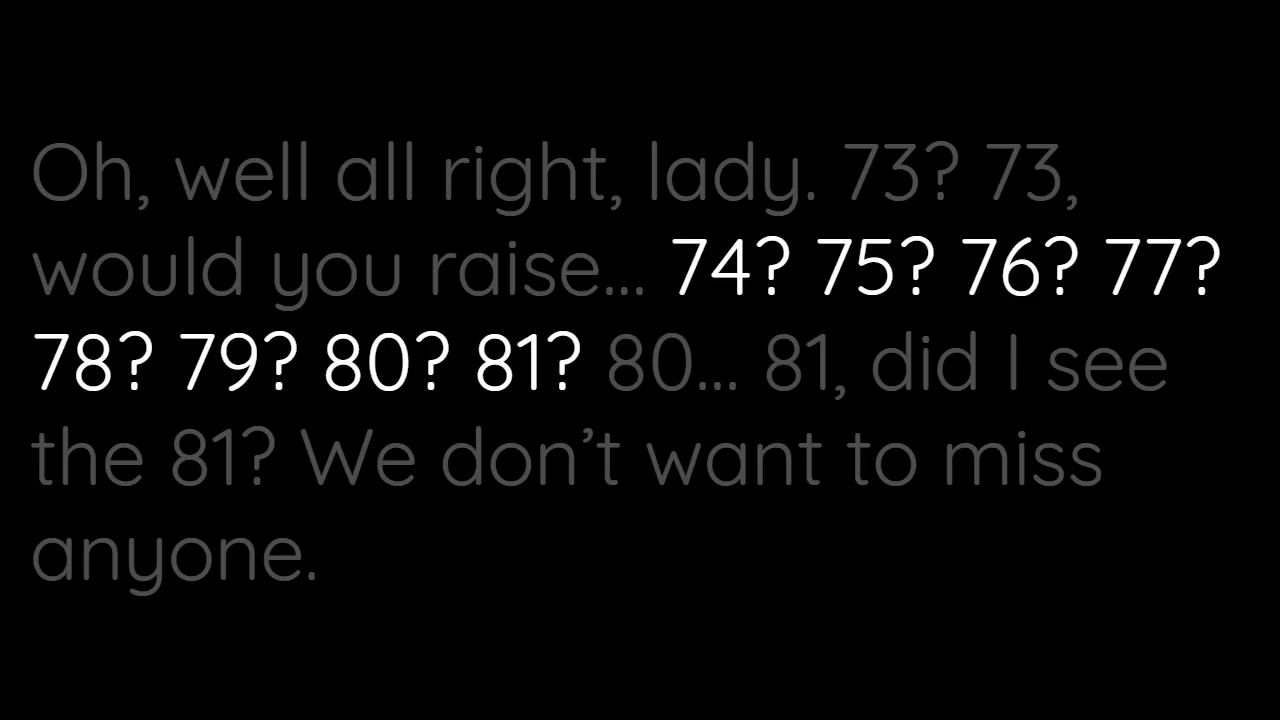 Oh, well all right, lady. 73? 73,
would you raise... 74? 75? 76? 77?
78? 79? 80? 81? 80... 81, did I see
the 81? We don’t want to miss
anyone.